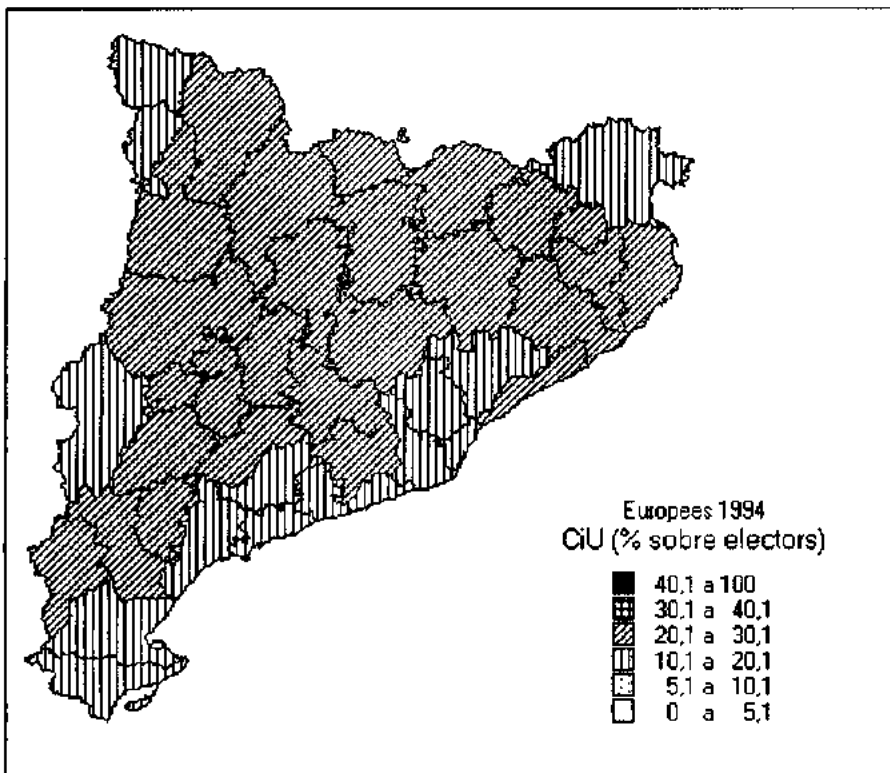 Europees 1994
CiU (% sobre electors)
40,1 a 100
30,1 a 40,1
20,1 a 30,1
10,1 a 20,1
5,1 a 10,1
0 a 5,1